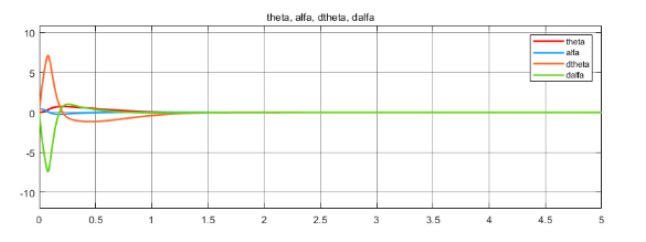 theta, alfa, dtheta, dalfa
10
5
0
-5
-10
0 0.5 1 1.5 2 2.5 3 3.5 4 4.5 5
theta
alfa
dtheta
dalfa